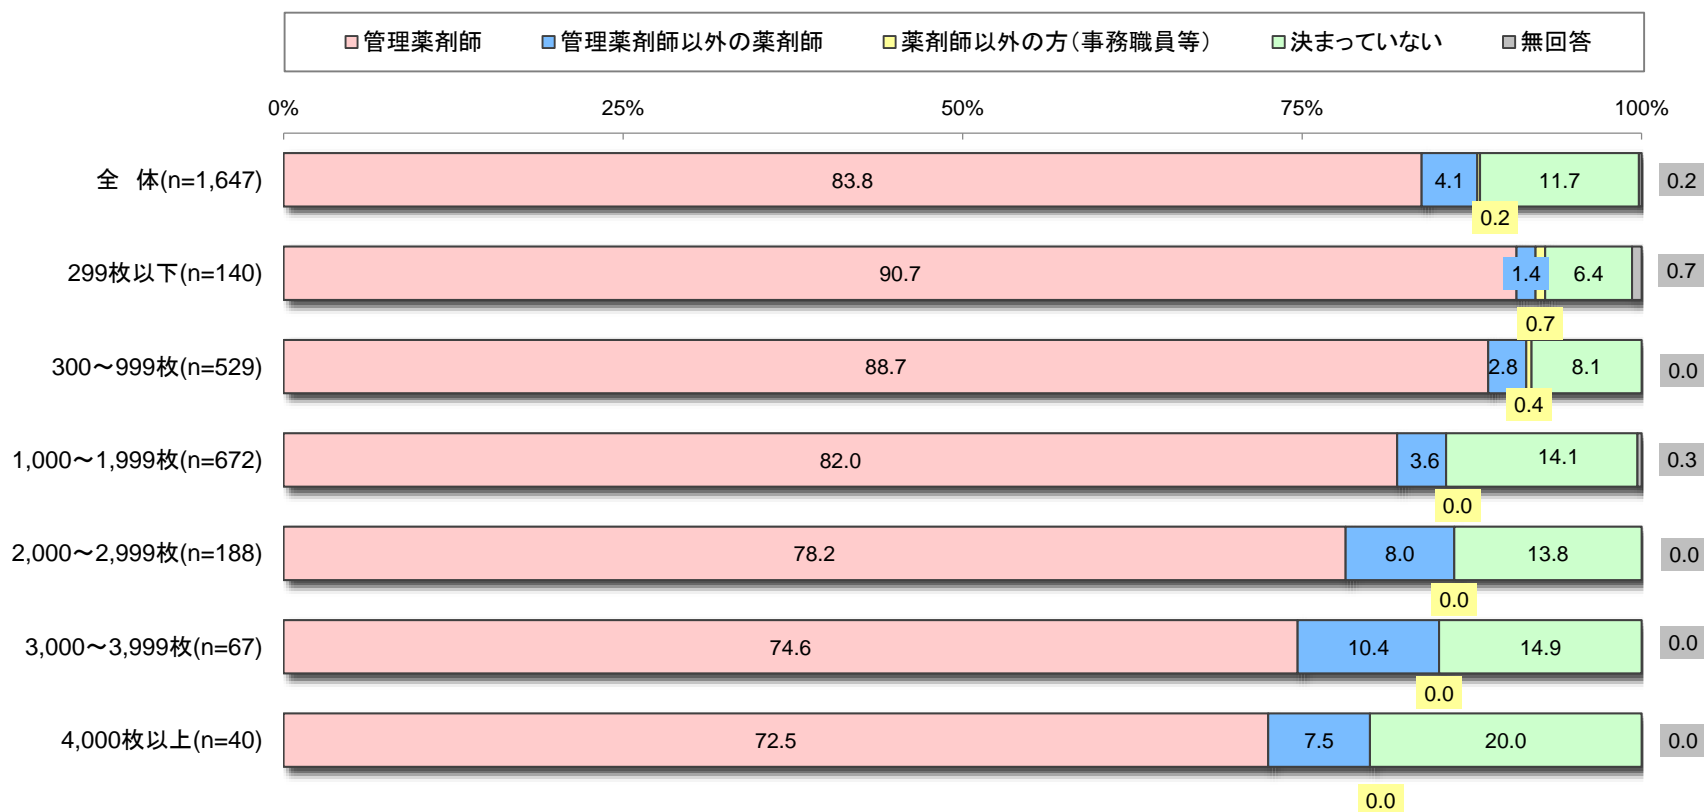 管理薬剤師 管理薬剤師以外の薬剤師 薬剤師以外の方（事務職員等） 決まっていない 無回答
0% 25% 50% 75% 100%
全 体(n=1,647) 83.8 4.1 11.7 0.2
0.2
299枚以下(n=140) 90.7 1.4 6.4 0.7
0.7
300～999枚(n=529) 88.7 2.8 8.1 0.0
0.4
1,000～1,999枚(n=672) 82.0 3.6 14.1 0.3
0.0
2,000～2,999枚(n=188) 78.2 8.0 13.8 0.0
0.0
3,000～3,999枚(n=67) 74.6 10.4 14.9 0.0
0.0
4,000枚以上(n=40) 72.5 7.5 20.0 0.0
0.0